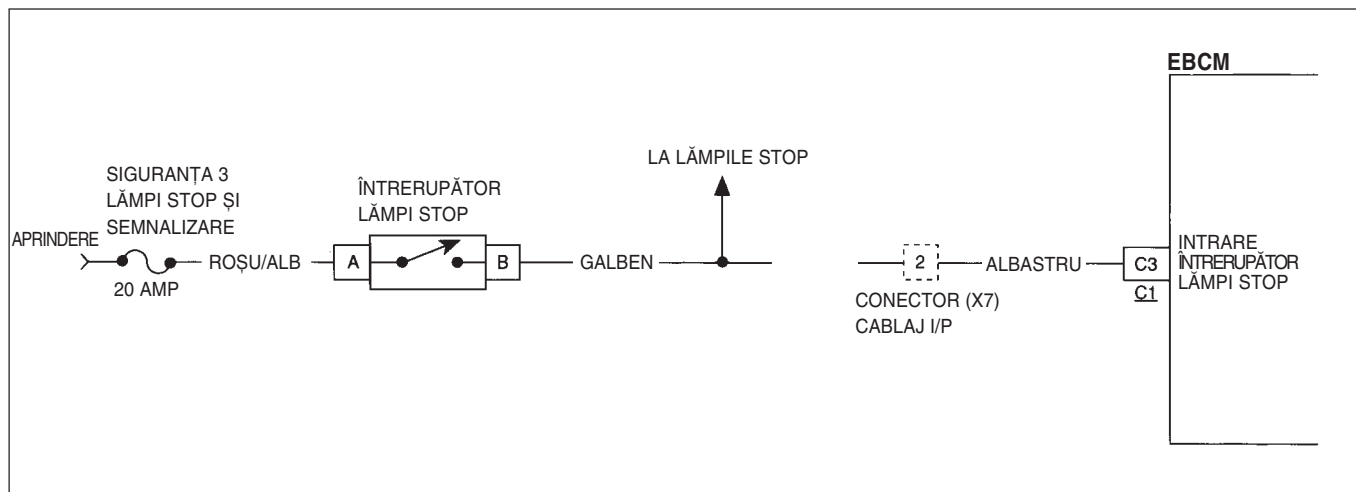 EBCM
LA LĂMPILE STOP
SIGURANȚA 3
LĂMPI STOP ȘI
SEMNALIZARE
ÎNTRERUPĂTOR
LĂMPI STOP
APRINDERE
20 AMP
ROȘU/ALB
A
B
GALBEN
2
CONECTOR (X7)
CABLAJ I/P
ALBASTRU
C3
C1
INTRARE
ÎNTRERUPĂTOR
LĂMPI STOP